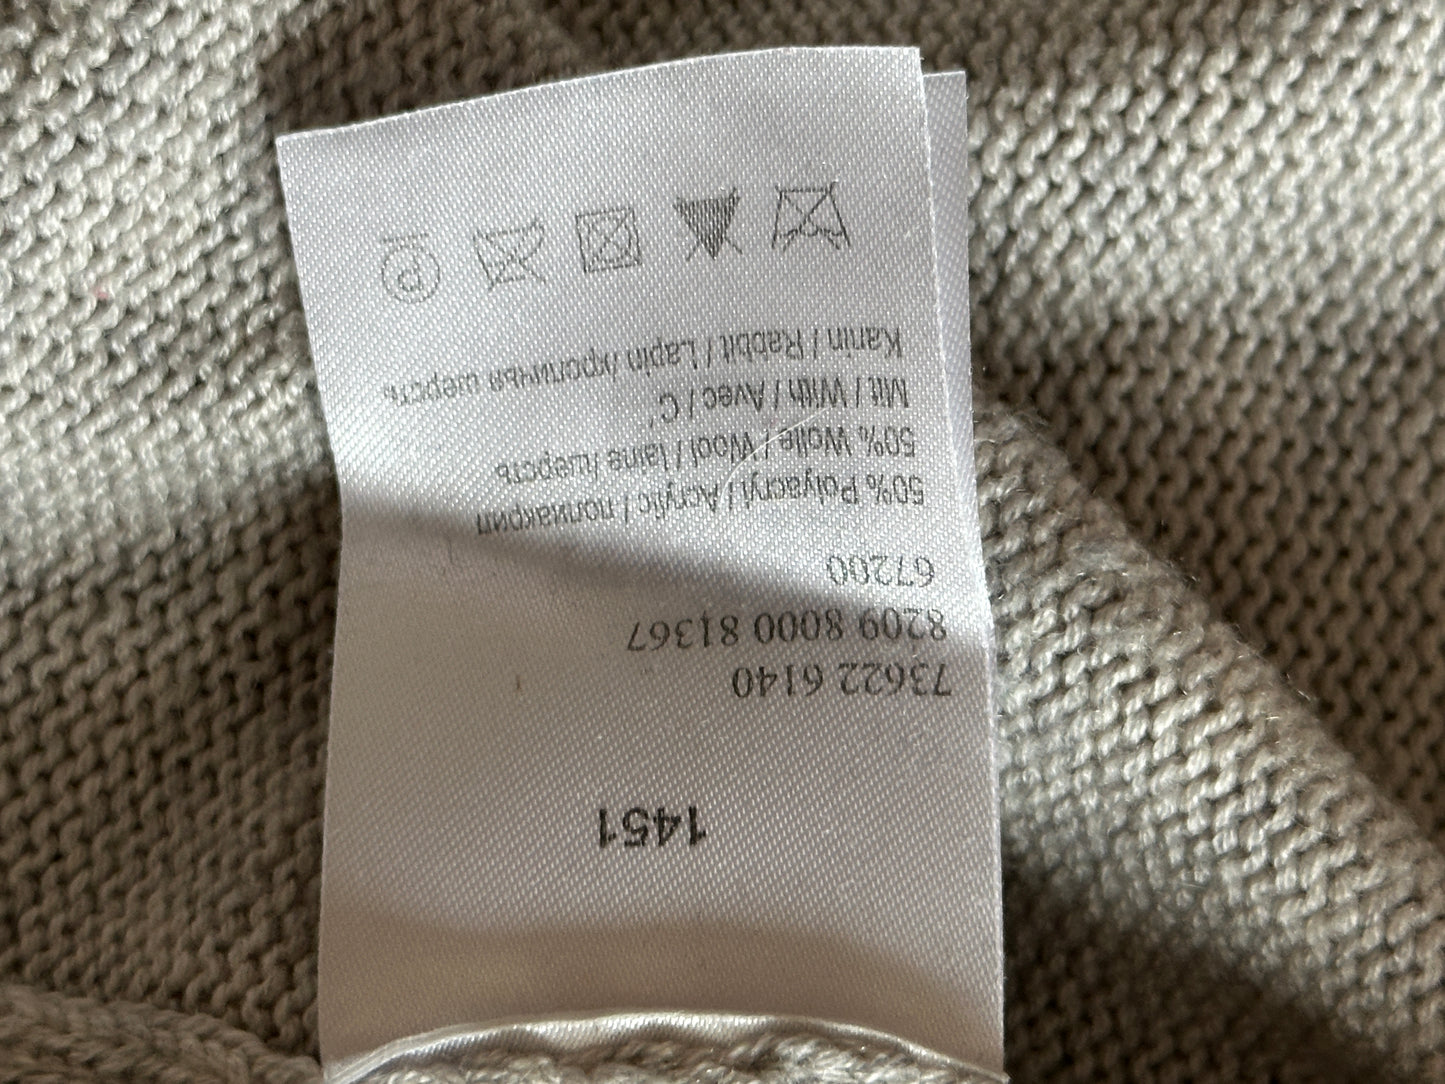 1451
73622 6140
8209 8000 81367
67200
50% Polyacryl / Acrylic / полиакрил
50% Wolle / Wool / laine /шерсть
Mit / With / Avec / C'
Kanin / Rabbit / Lapin /кроличья шерсть
P